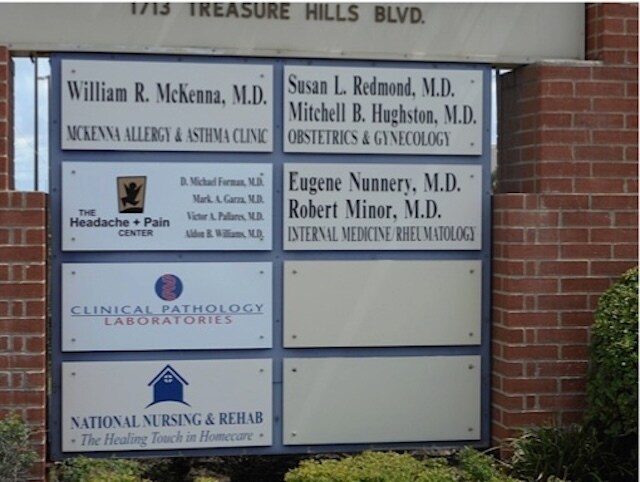 1713 TREASURE HILLS BLVD.
William R. McKenna, M.D.
MCKENNA ALLERGY & ASTHMA CLINIC
Susan L. Redmond, M.D.
Mitchell B. Hughston, M.D.
OBSTETRICS & GYNECOLOGY
THE
Headache + Pain
CENTER
D. Michael Forman, M.D.
Mark A. Garza, M.D.
Victor A. Pallares, M.D.
Aldon B. Williams, M.D.
Eugene Nunnery, M.D.
Robert Minor, M.D.
INTERNAL MEDICINE/RHEUMATOLOGY
CLINICAL PATHOLOGY
LABORATORIES
NATIONAL NURSING & REHAB
The Healing Touch in Homecare